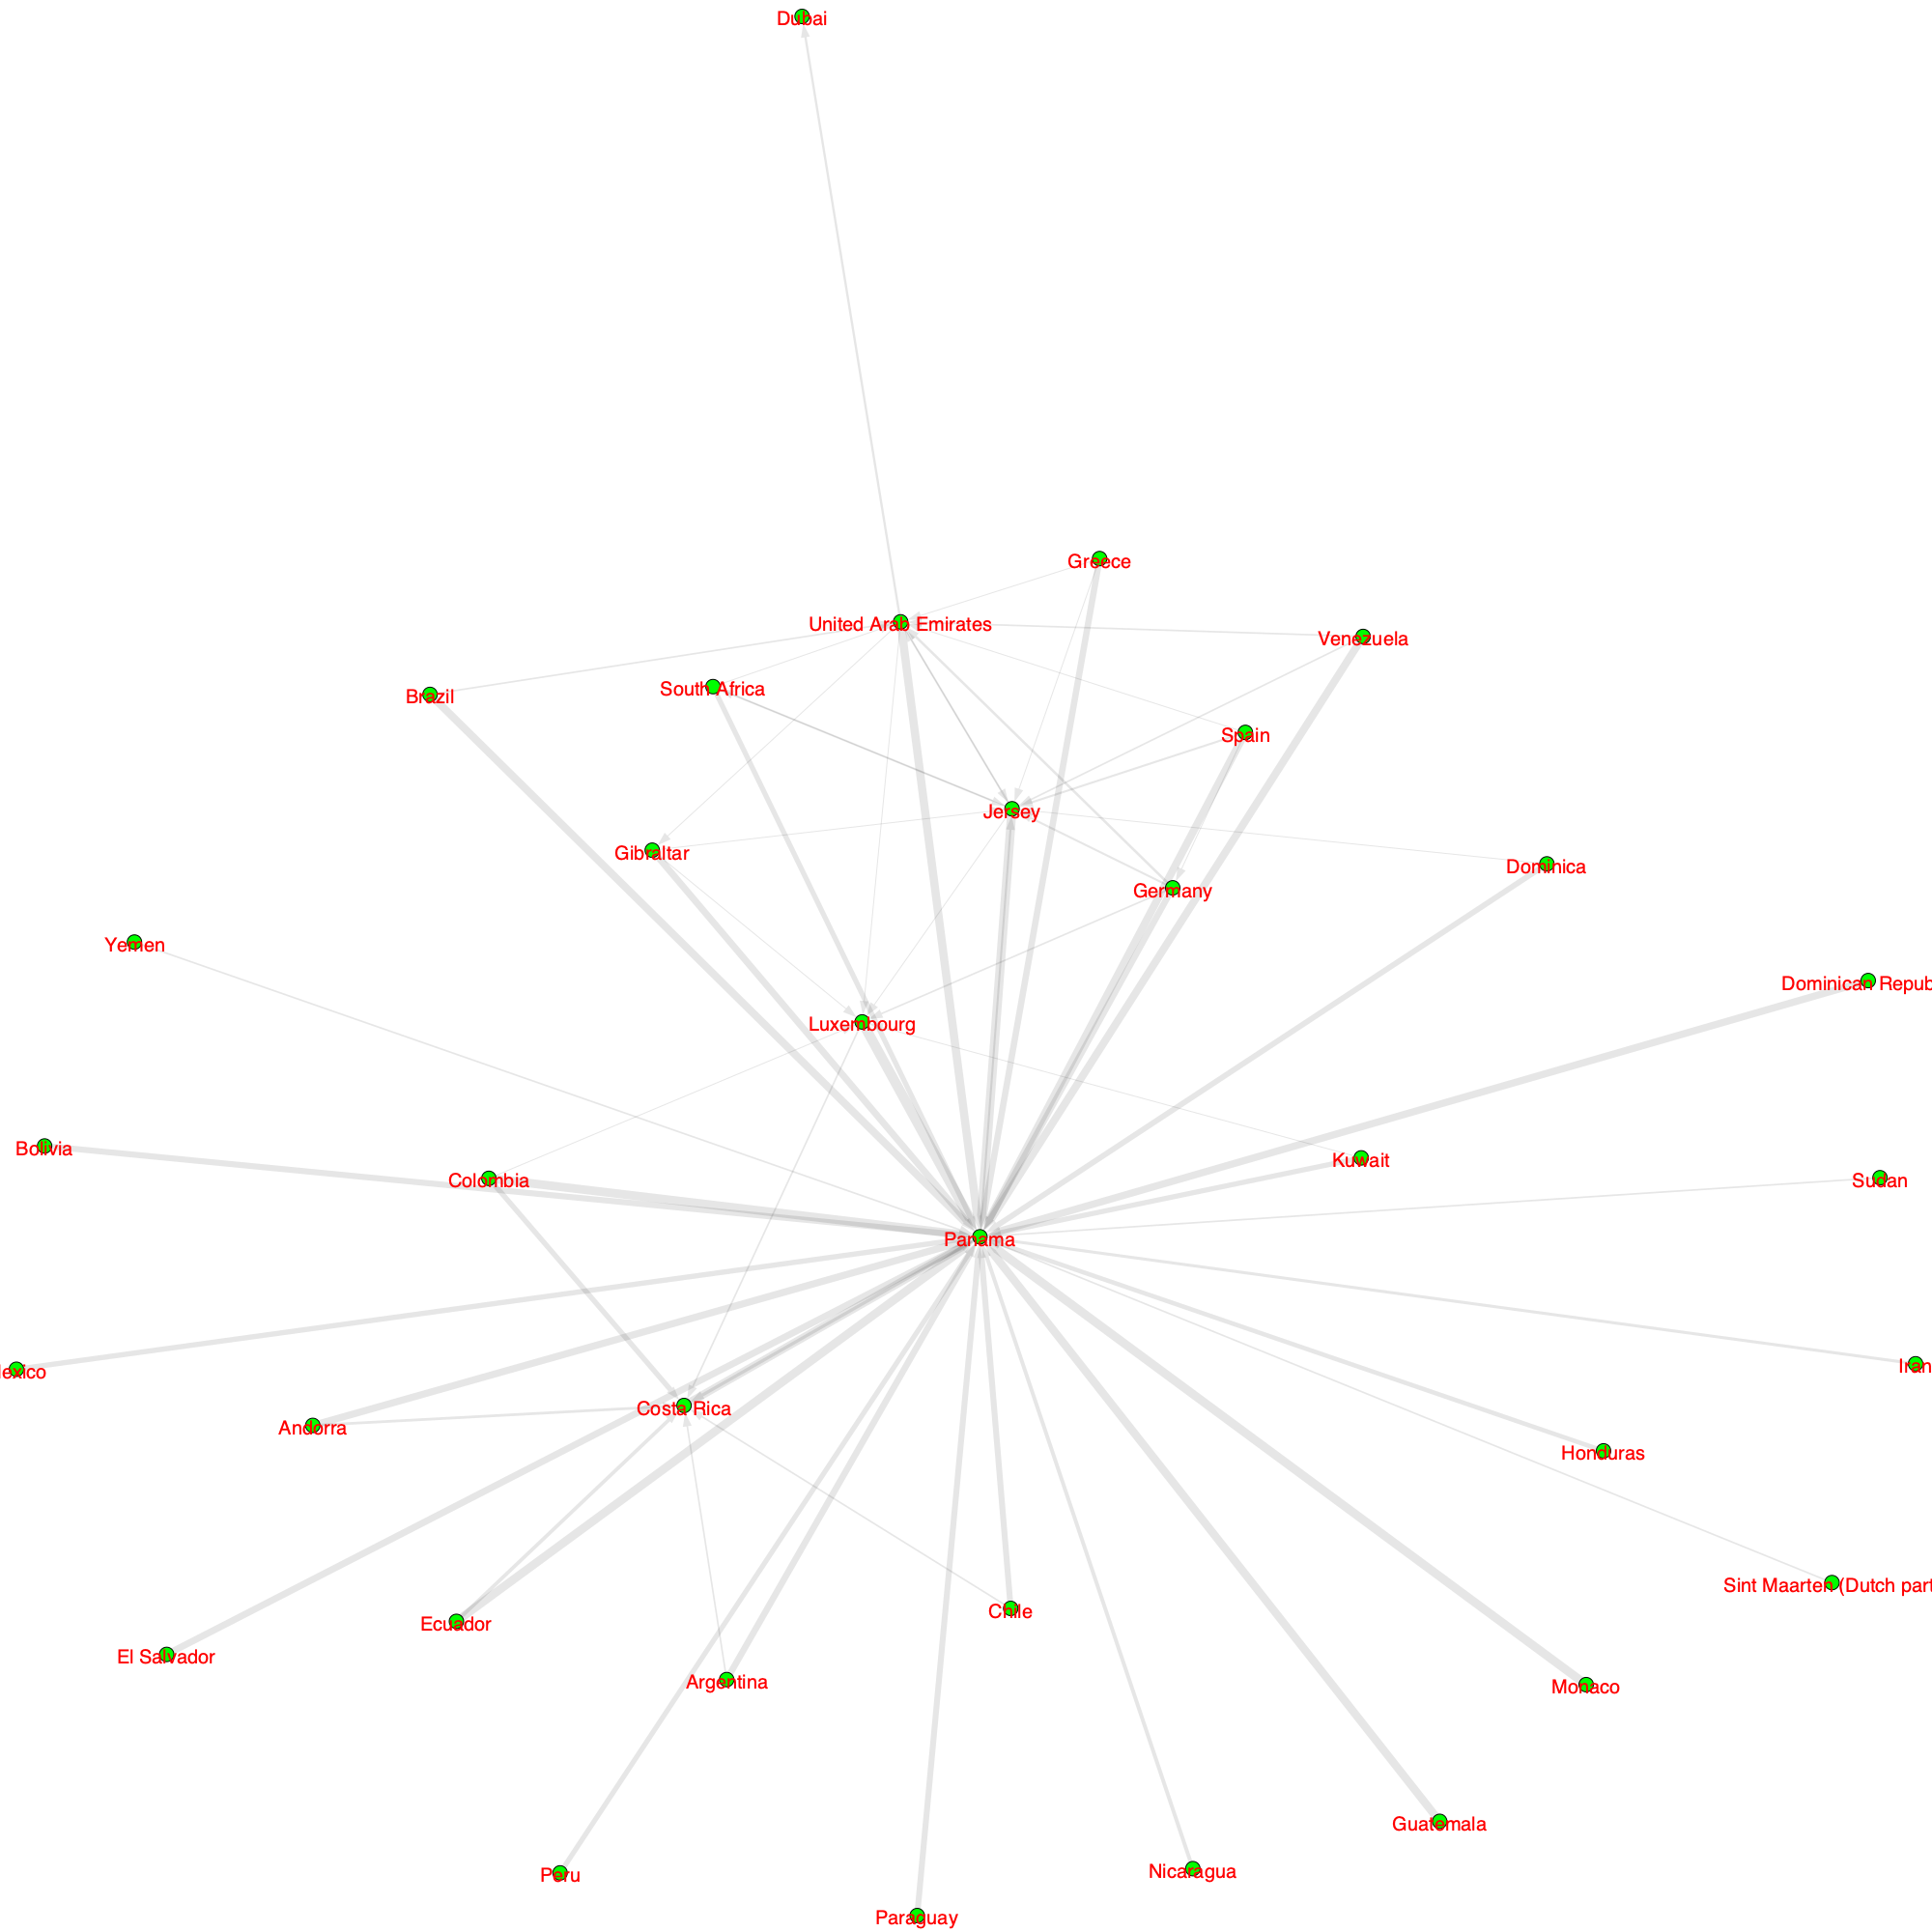 Dubai
Greece
United Arab Emirates
Venezuela
South Africa
Brazil
Spain
Jersey
Gibraltar
Dominica
Germany
Yemen
Dominican Repub
Luxembourg
Bolivia
Kuwait
Colombia
Sudan
Panama
Iran
exico
Costa Rica
Andorra
Honduras
Sint Maarten (Dutch part
Chile
Ecuador
El Salvador
Argentina
Monaco
Guatemala
Nicaragua
Peru
Paraguay